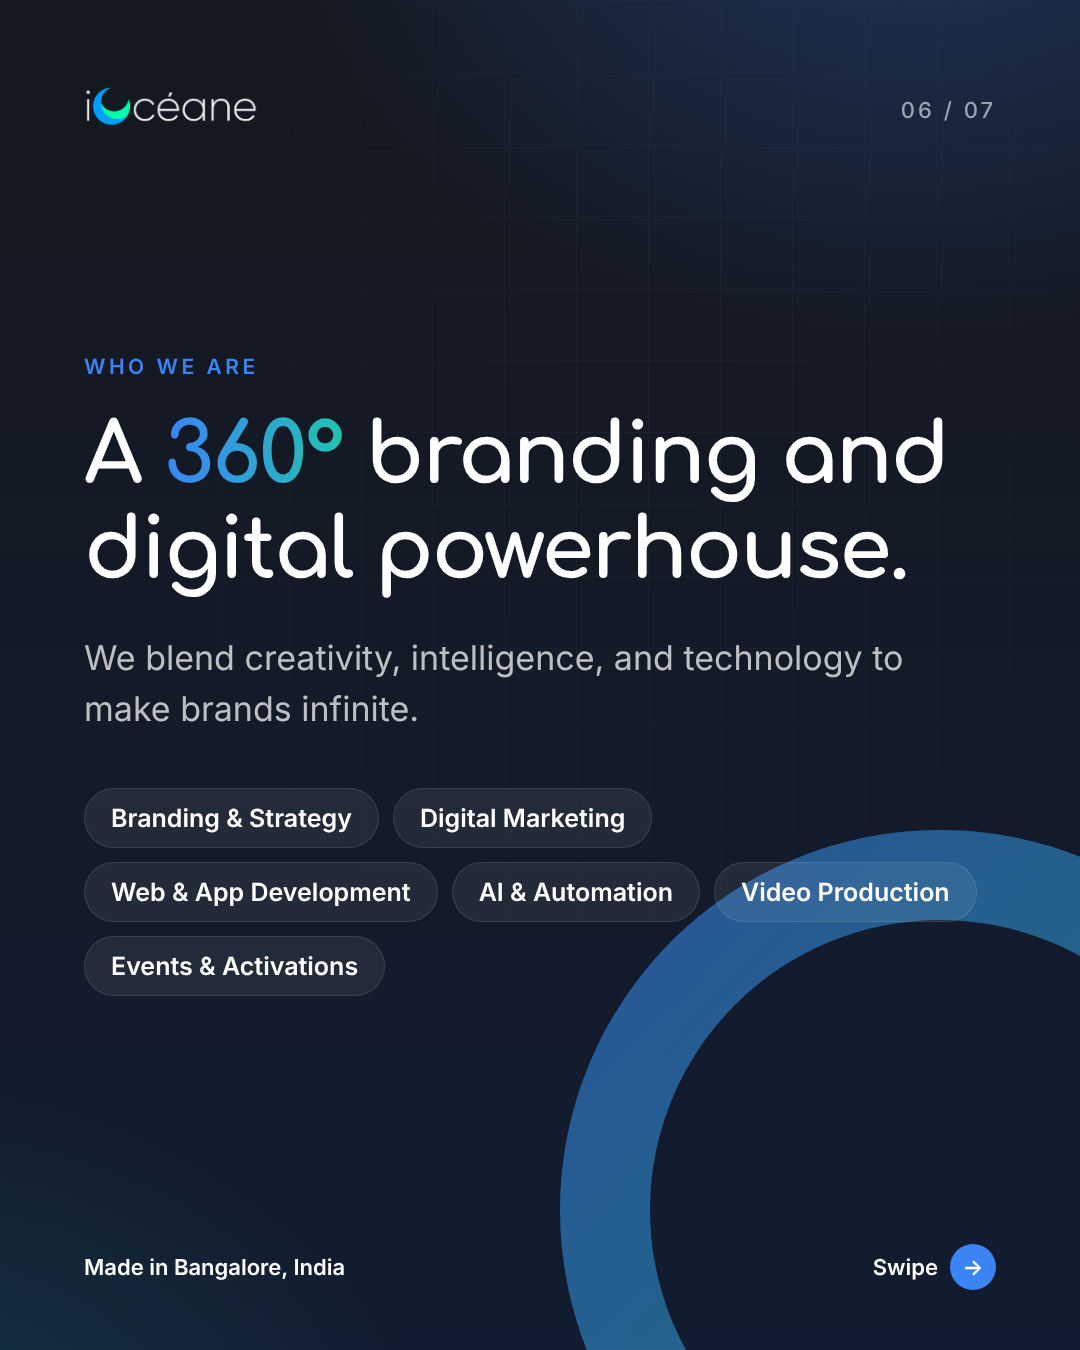 iOcéane
06 / 07
WHO WE ARE
A 360° branding and
digital powerhouse.
We blend creativity, intelligence, and technology to
make brands infinite.
Branding & Strategy
Digital Marketing
Web & App Development
AI & Automation
Video Production
Events & Activations
Made in Bangalore, India
Swipe →